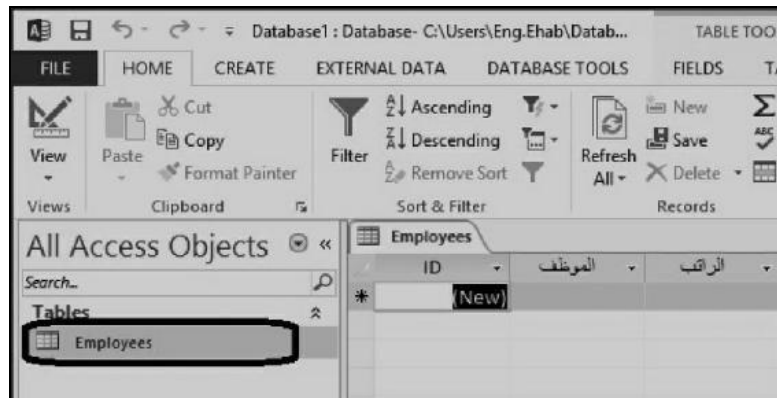 Database1 : Database- C:\Users\Eng.Ehab\Datab...
TABLE TOO
FILE HOME CREATE EXTERNAL DATA DATABASE TOOLS FIELDS
View
Paste
Cut
Copy
Format Painter
Filter
Ascending
Descending
Remove Sort
Refresh All
New
Save
Delete
Views Clipboard Sort & Filter Records
All Access Objects
Search...
Tables
Employees
Employees
ID الموظف الراتب
(New)